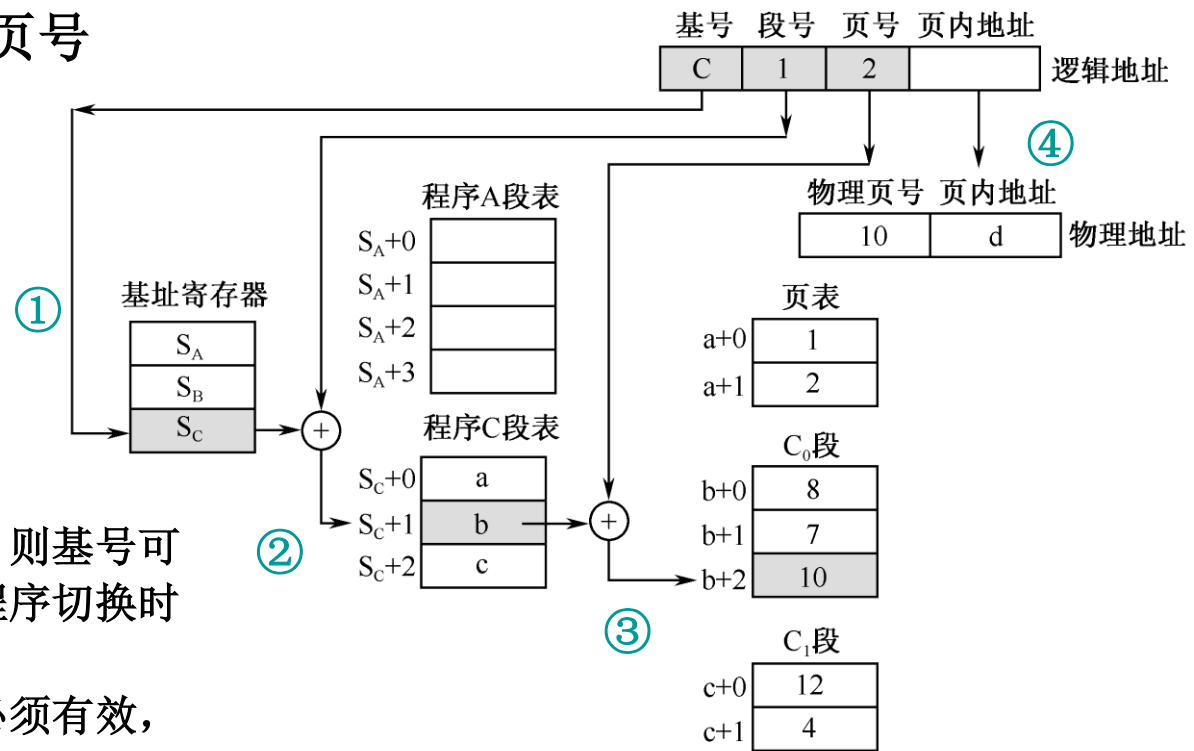 页号
基号 段号 页号 页内地址
C 1 2 逻辑地址
④
物理页号 页内地址
10 d 物理地址
①
基址寄存器
S_A
S_B
S_C
+
程序A段表
S_A+0
S_A+1
S_A+2
S_A+3
②
程序C段表
S_C+0 a
S_C+1 b
S_C+2 c
+
③
页表
a+0 1
a+1 2
C₀段
b+0 8
b+1 7
b+2 10
C₁段
c+0 12
c+1 4
则基号可
程序切换时
必须有效，